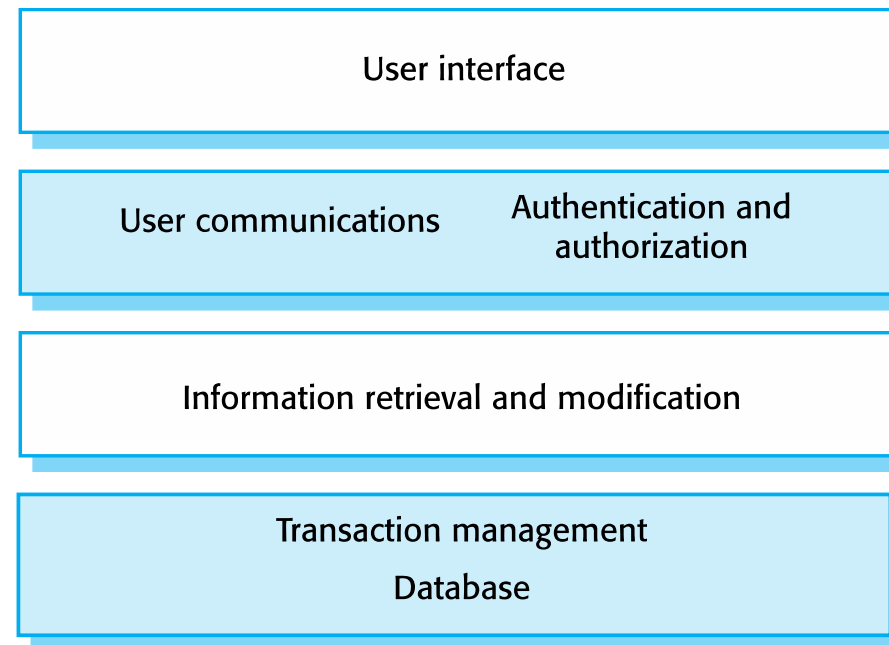 User interface
User communications
Authentication and
authorization
Information retrieval and modification
Transaction management
Database